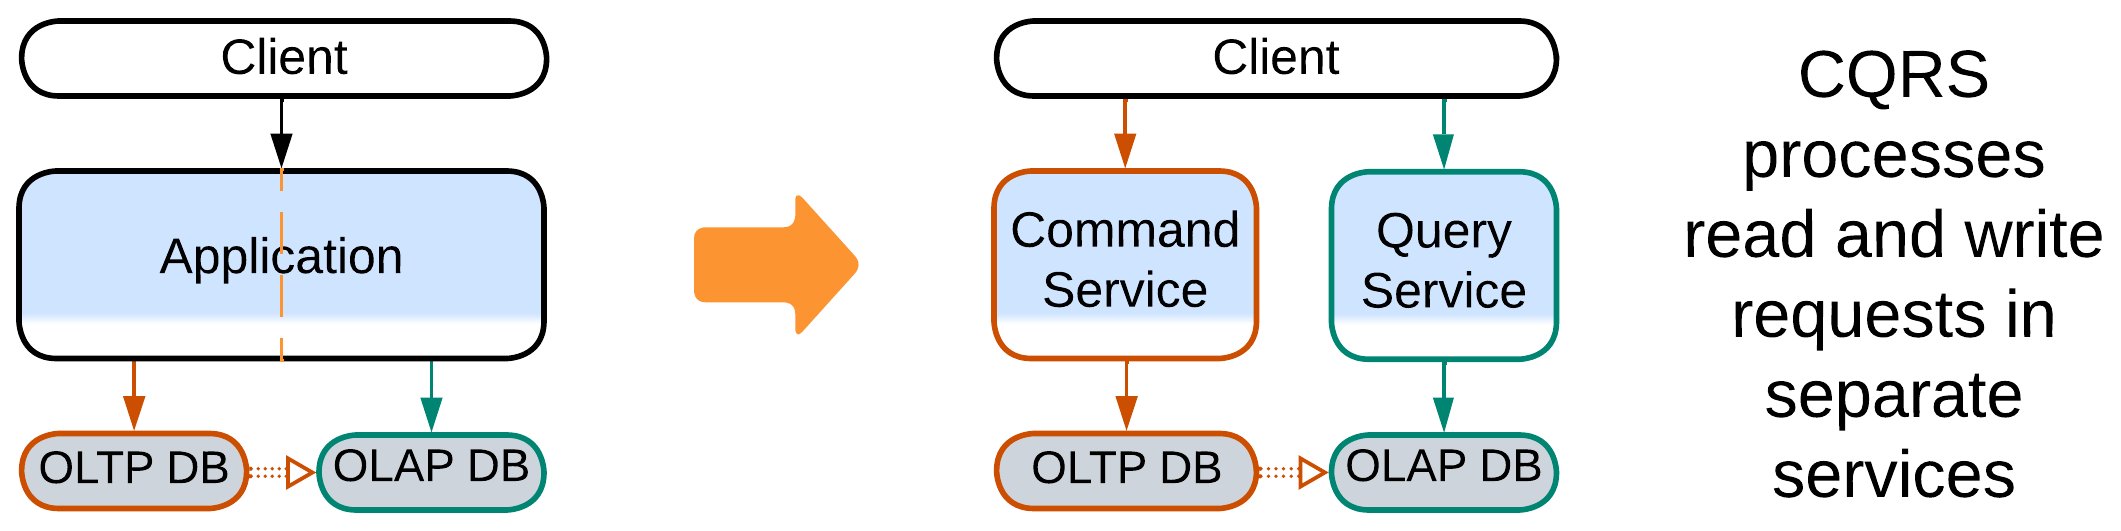 Client
Application
OLTP DB
OLAP DB
Client
Command
Service
Query
Service
OLTP DB
OLAP DB
CQRS
processes
read and write
requests in
separate
services